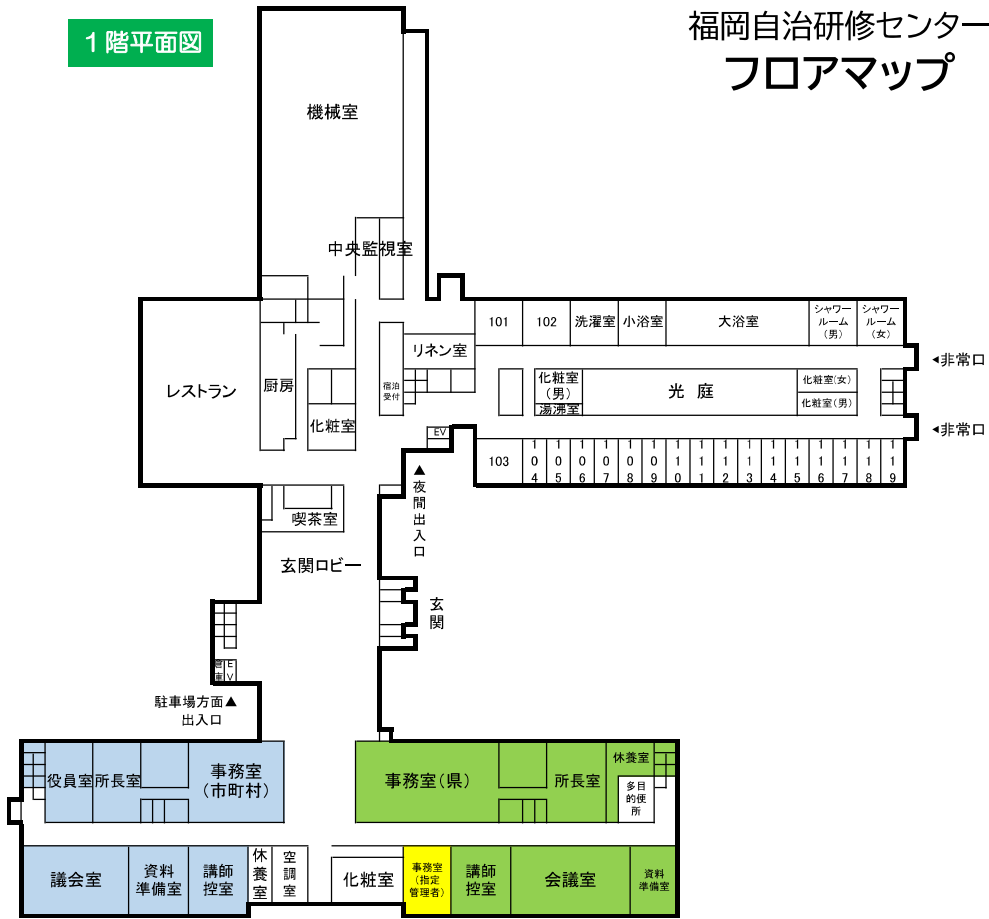 1階平面図
福岡自治研修センター
フロアマップ
機械室
中央監視室
101
102
洗濯室
小浴室
大浴室
シャワー
ルーム
(男)
シャワー
ルーム
(女)
リネン室
◂非常口
レストラン
厨房
宿泊
受付
化粧室
(男)
湯沸室
光庭
化粧室(女)
化粧室(男)
化粧室
EV
◂非常口
103
104
105
106
107
108
109
110
111
112
113
114
115
116
117
118
119
▲夜間出入口
喫茶室
玄関ロビー
玄関
倉庫
EV
駐車場方面▲
出入口
役員室
所長室
事務室
(市町村)
事務室(県)
所長室
休養室
多目
的便
所
議会室
資料
準備室
講師
控室
休養室
空調室
化粧室
事務室
(指定
管理者)
講師
控室
会議室
資料
準備室